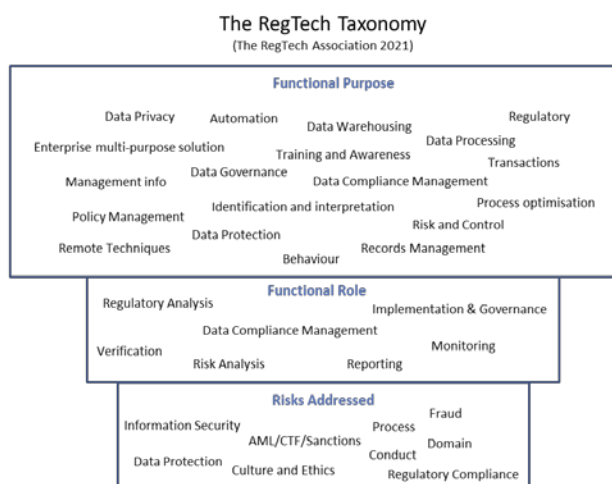 The RegTech Taxonomy
(The RegTech Association 2021)
Functional Purpose
Data Privacy
Automation
Data Warehousing
Regulatory
Enterprise multi-purpose solution
Training and Awareness
Data Processing
Transactions
Management info
Data Governance
Data Compliance Management
Policy Management
Identification and interpretation
Process optimisation
Remote Techniques
Data Protection
Risk and Control
Behaviour
Records Management
Functional Role
Regulatory Analysis
Implementation & Governance
Data Compliance Management
Verification
Risk Analysis
Reporting
Monitoring
Risks Addressed
Information Security
AML/CTF/Sanctions
Process
Fraud
Domain
Data Protection
Culture and Ethics
Conduct
Regulatory Compliance